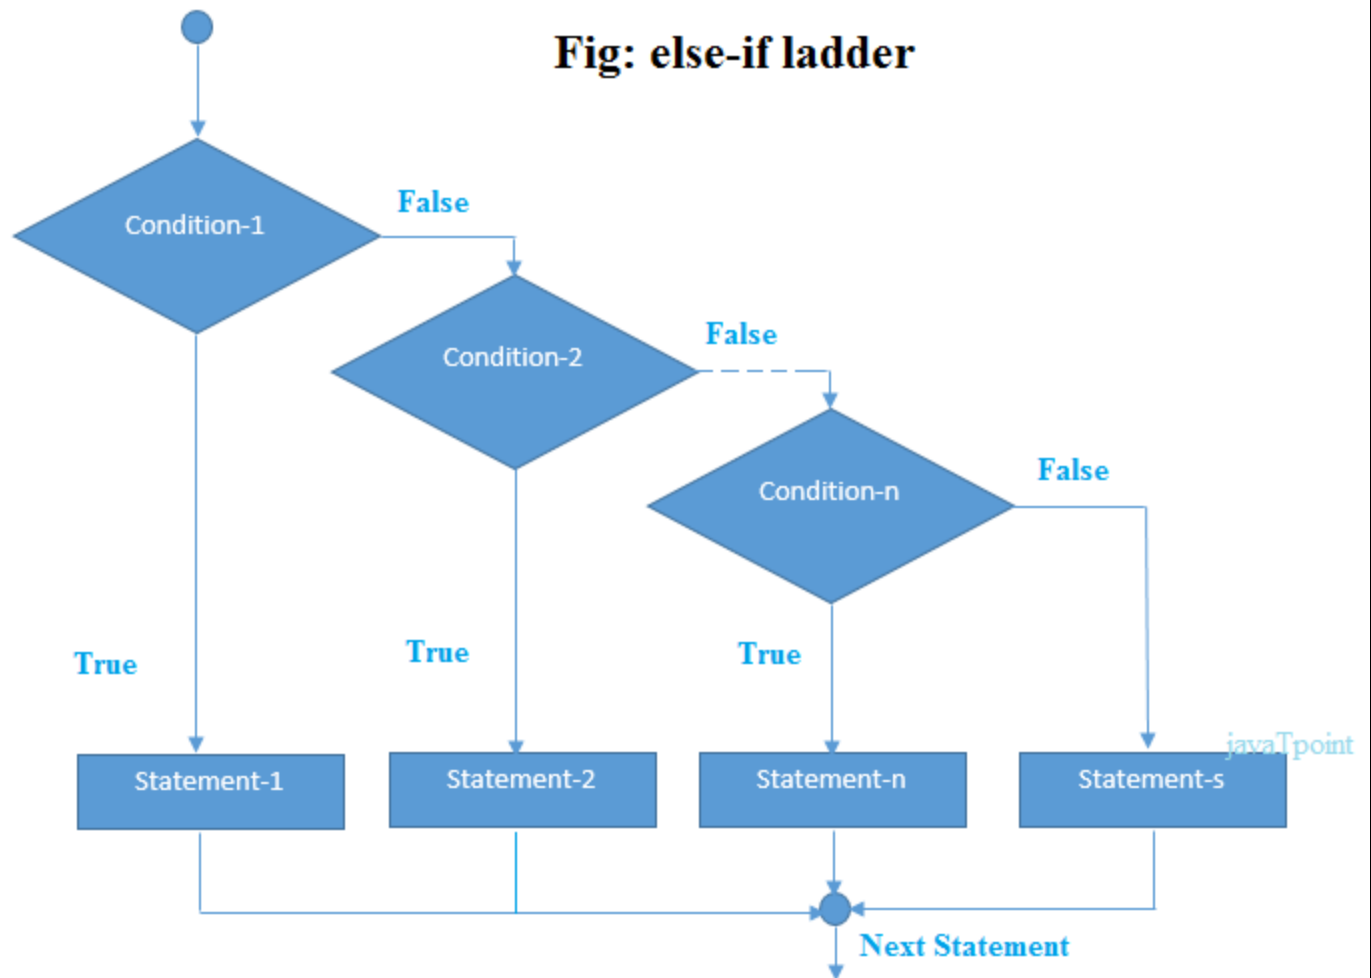 Fig: else-if ladder
Condition-1
False
Condition-2
False
Condition-n
False
True
True
True
javaTpoint
Statement-1
Statement-2
Statement-n
Statement-s
Next Statement